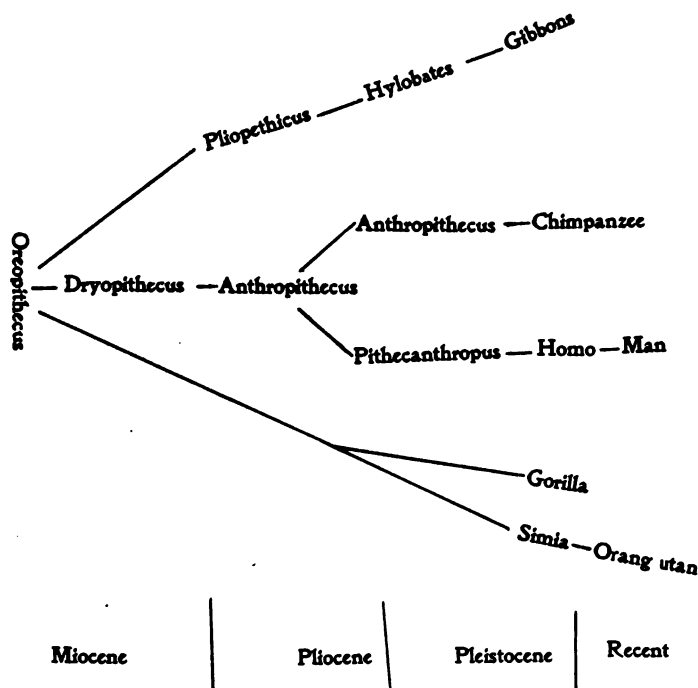 Gibbons
Hylobates
Pliopethicus
Anthropithecus
Chimpanzee
Oreopithecus
Dryopithecus
Anthropithecus
Pithecanthropus
Homo
Man
Gorilla
Simia
Orang utan
Miocene
Pliocene
Pleistocene
Recent